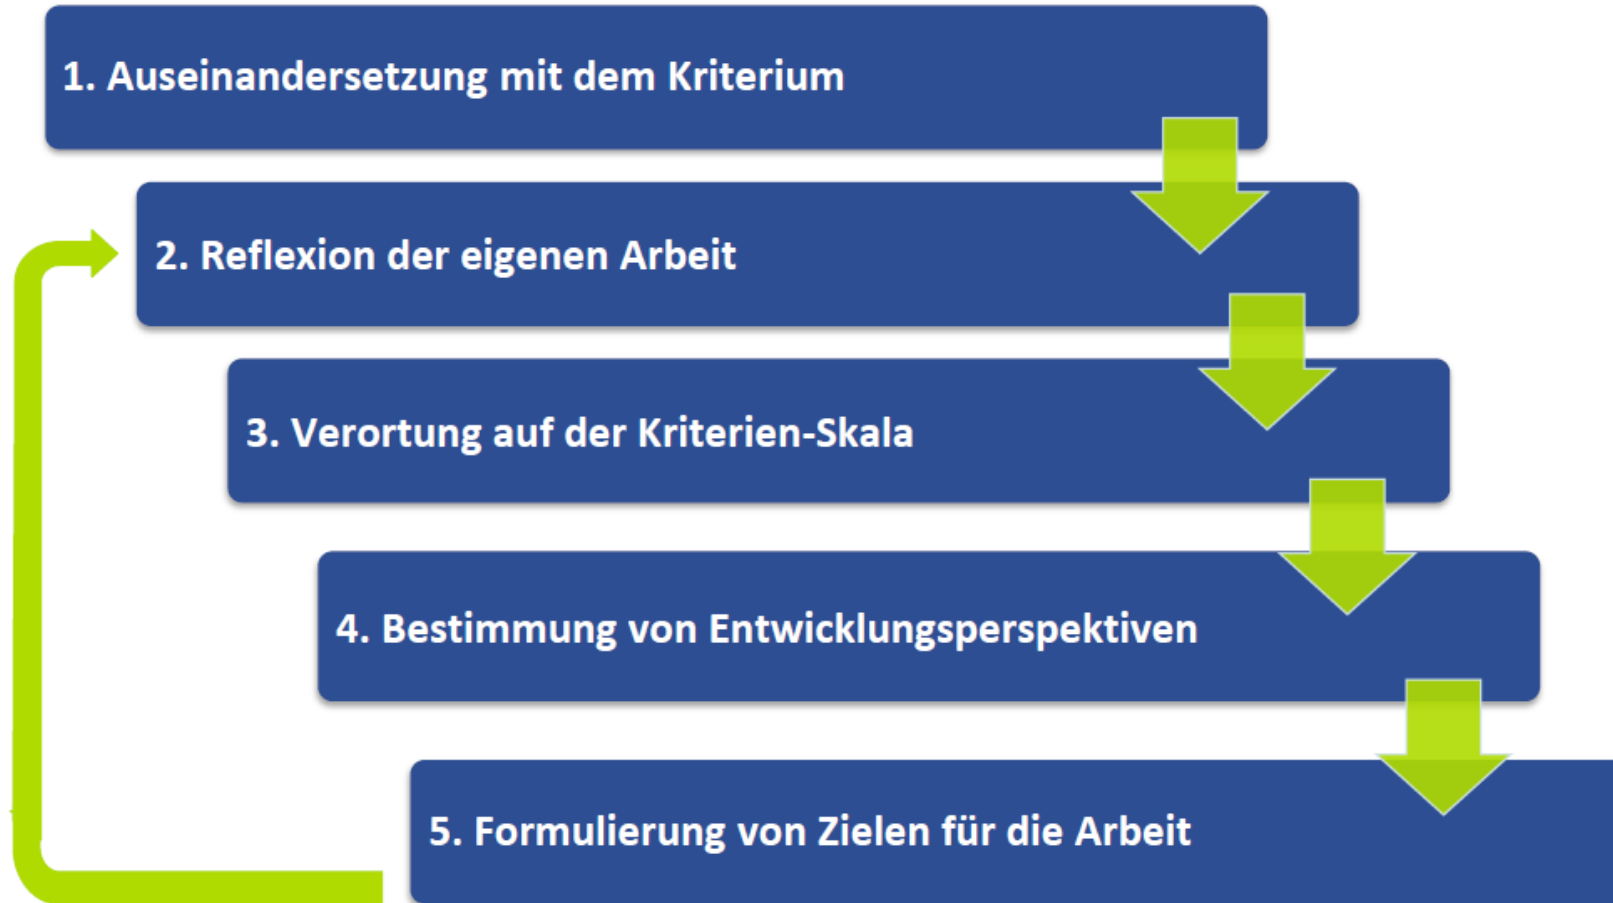 1. Auseinandersetzung mit dem Kriterium
2. Reflexion der eigenen Arbeit
3. Verortung auf der Kriterien-Skala
4. Bestimmung von Entwicklungsperspektiven
5. Formulierung von Zielen für die Arbeit